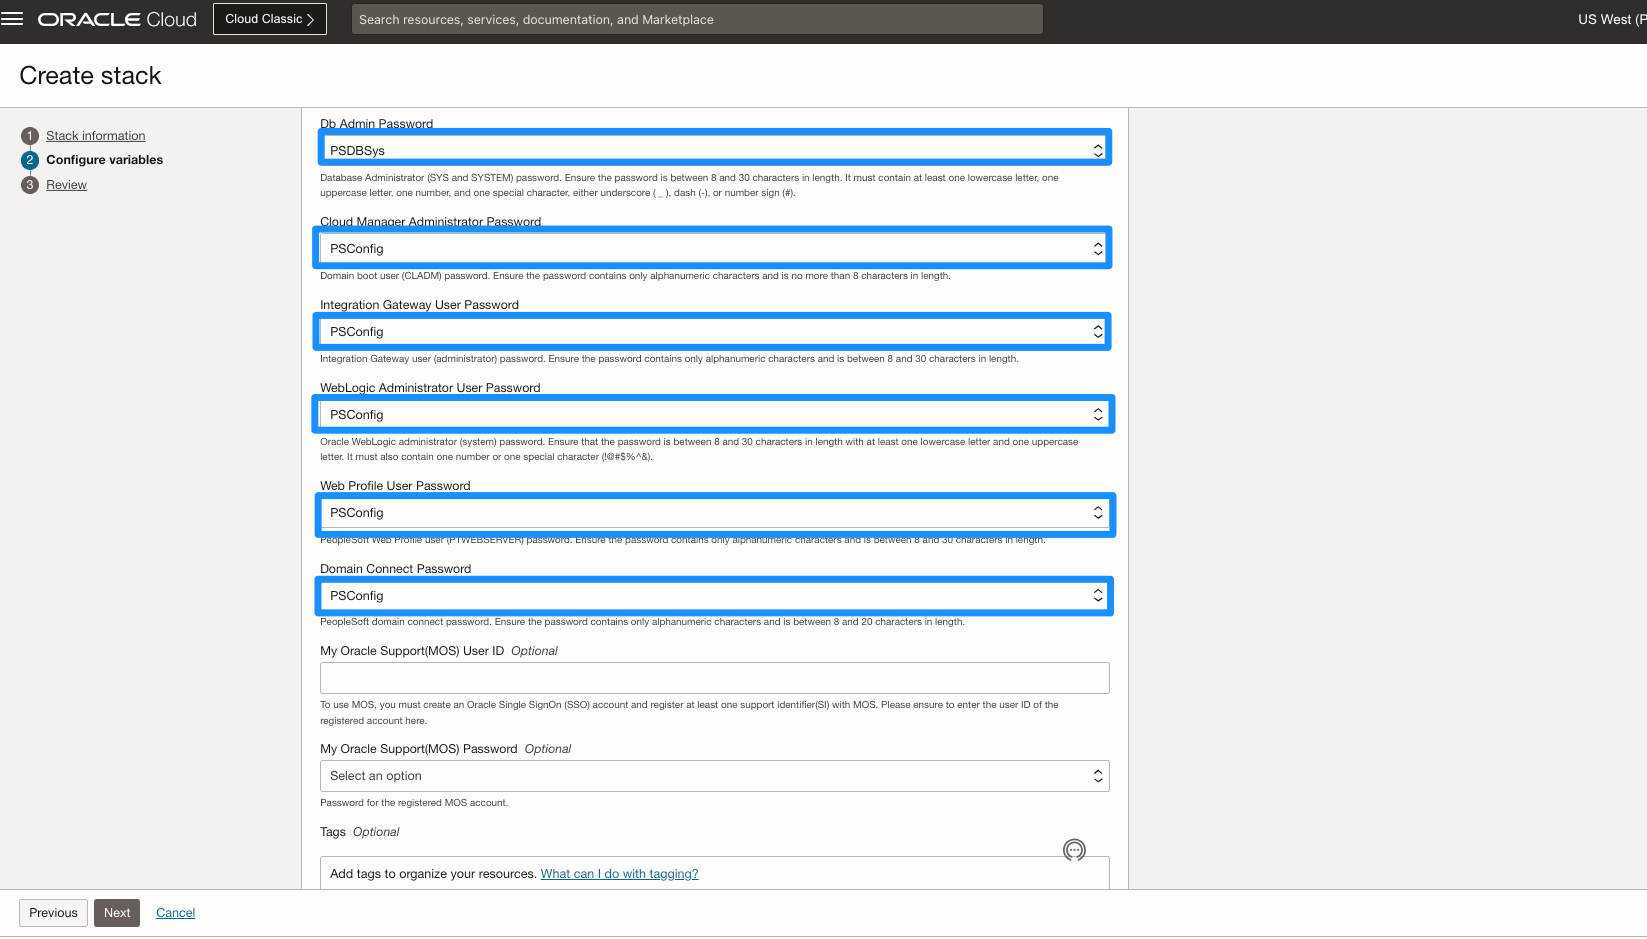 ORACLE Cloud
Cloud Classic
Search resources, services, documentation, and Marketplace
US West (P
Create stack
1 Stack information
2 Configure variables
3 Review
Db Admin Password
PSDBSys
Database Administrator (SYS and SYSTEM) password. Ensure the password is between 8 and 30 characters in length. It must contain at least one lowercase letter, one
uppercase letter, one number, and one special character, either underscore ( _ ), dash (-), or number sign (#).
Cloud Manager Administrator Password
PSConfig
Domain boot user (CLADM) password. Ensure the password contains only alphanumeric characters and is no more than 8 characters in length.
Integration Gateway User Password
PSConfig
Integration Gateway user (administrator) password. Ensure the password contains only alphanumeric characters and is between 8 and 30 characters in length.
WebLogic Administrator User Password
PSConfig
Oracle WebLogic administrator (system) password. Ensure that the password is between 8 and 30 characters in length with at least one lowercase letter and one uppercase
letter. It must also contain one number or one special character (!@#$%^&).
Web Profile User Password
PSConfig
PeopleSoft Web Profile user (PTWEBSERVER) password. Ensure the password contains only alphanumeric characters and is between 8 and 30 characters in length.
Domain Connect Password
PSConfig
PeopleSoft domain connect password. Ensure the password contains only alphanumeric characters and is between 8 and 20 characters in length.
My Oracle Support(MOS) User ID Optional
To use MOS, you must create an Oracle Single SignOn (SSO) account and register at least one support identifier(SI) with MOS. Please ensure to enter the user ID of the
registered account here.
My Oracle Support(MOS) Password Optional
Select an option
Password for the registered MOS account.
Tags Optional
Add tags to organize your resources. What can I do with tagging?
Previous Next Cancel